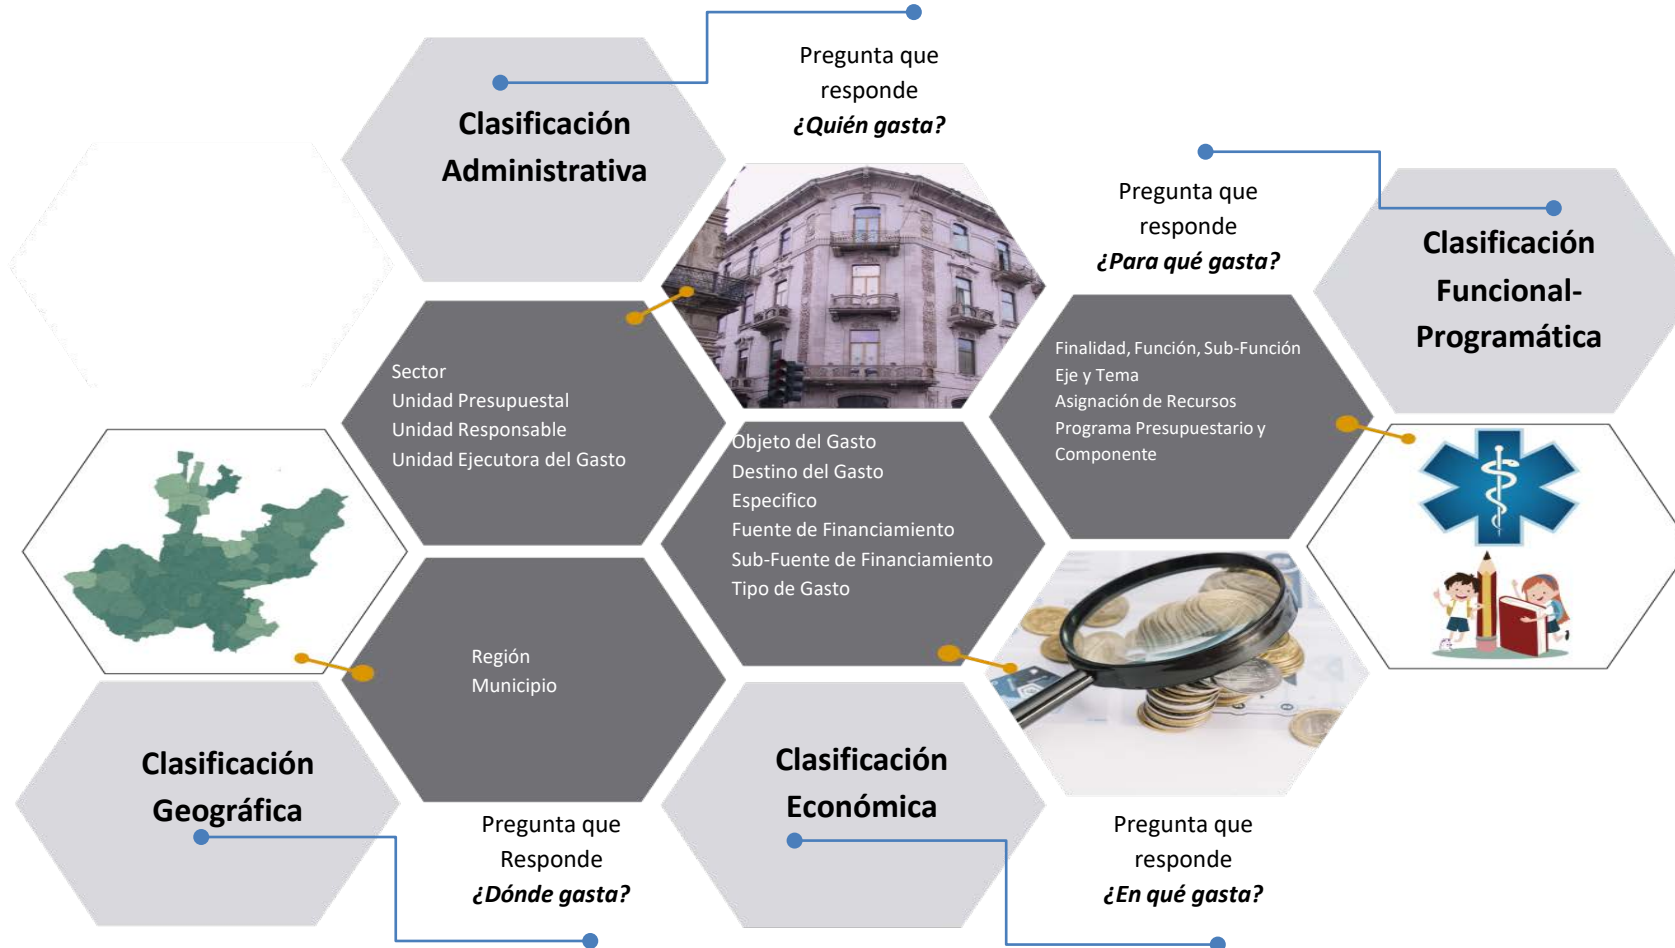 Pregunta que
responde
¿Quién gasta?
Clasificación
Administrativa
Pregunta que
responde
¿Para qué gasta?
Clasificación
Funcional-
Programática
Sector
Unidad Presupuestal
Unidad Responsable
Unidad Ejecutora del Gasto
Finalidad, Función, Sub-Función
Eje y Tema
Asignación de Recursos
Programa Presupuestario y
Componente
Objeto del Gasto
Destino del Gasto
Especifico
Fuente de Financiamiento
Sub-Fuente de Financiamiento
Tipo de Gasto
Región
Municipio
Clasificación
Geográfica
Clasificación
Económica
Pregunta que
Responde
¿Dónde gasta?
Pregunta que
responde
¿En qué gasta?